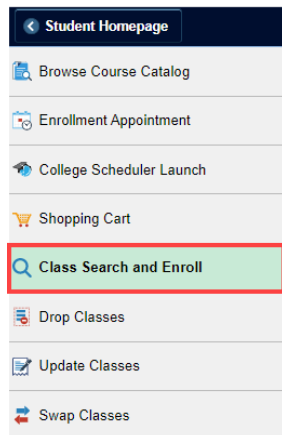 Student Homepage
Browse Course Catalog
Enrollment Appointment
College Scheduler Launch
Shopping Cart
Class Search and Enroll
Drop Classes
Update Classes
Swap Classes